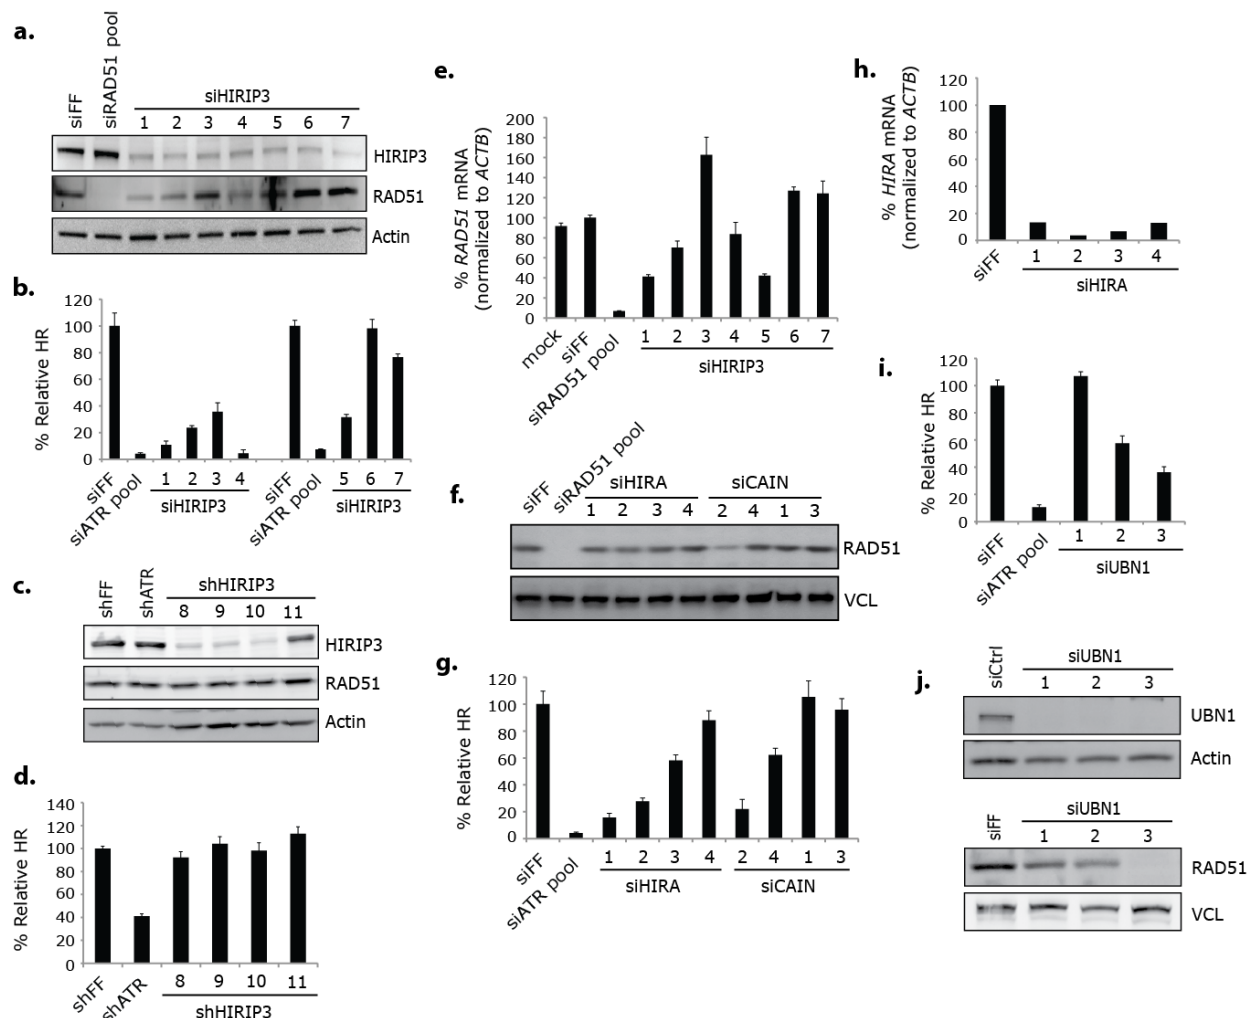 a.
siFF
siRAD51 pool
siHIRIP3
1 2 3 4 5 6 7
HIRIP3
RAD51
Actin
b.
% Relative HR
120
100
80
60
40
20
0
siFF
siATR pool
1 2 3 4
siHIRIP3
siFF
siATR pool
5 6 7
siHIRIP3
c.
shFF
shATR
shHIRIP3
8 9 10 11
HIRIP3
RAD51
Actin
d.
% Relative HR
140
120
100
80
60
40
20
0
shFF
shATR
8 9 10 11
shHIRIP3
e.
% RAD51 mRNA
(normalized to ACTB)
200
180
160
140
120
100
80
60
40
20
0
mock
siFF
siRAD51 pool
1 2 3 4 5 6 7
siHIRIP3
f.
siFF
siRAD51 pool
siHIRA
siCAIN
1 2 3 4 2 4 1 3
RAD51
VCL
g.
% Relative HR
120
100
80
60
40
20
0
siFF
siATR pool
1 2 3 4
siHIRA
2 4 1 3
siCAIN
h.
% HIRA mRNA
(normalized to ACTB)
120
100
80
60
40
20
0
siFF
1 2 3 4
siHIRA
i.
% Relative HR
120
100
80
60
40
20
0
siFF
siATR pool
1 2 3
siUBN1
j.
siCtrl
siUBN1
1 2 3
UBN1
Actin
siFF
siUBN1
1 2 3
RAD51
VCL